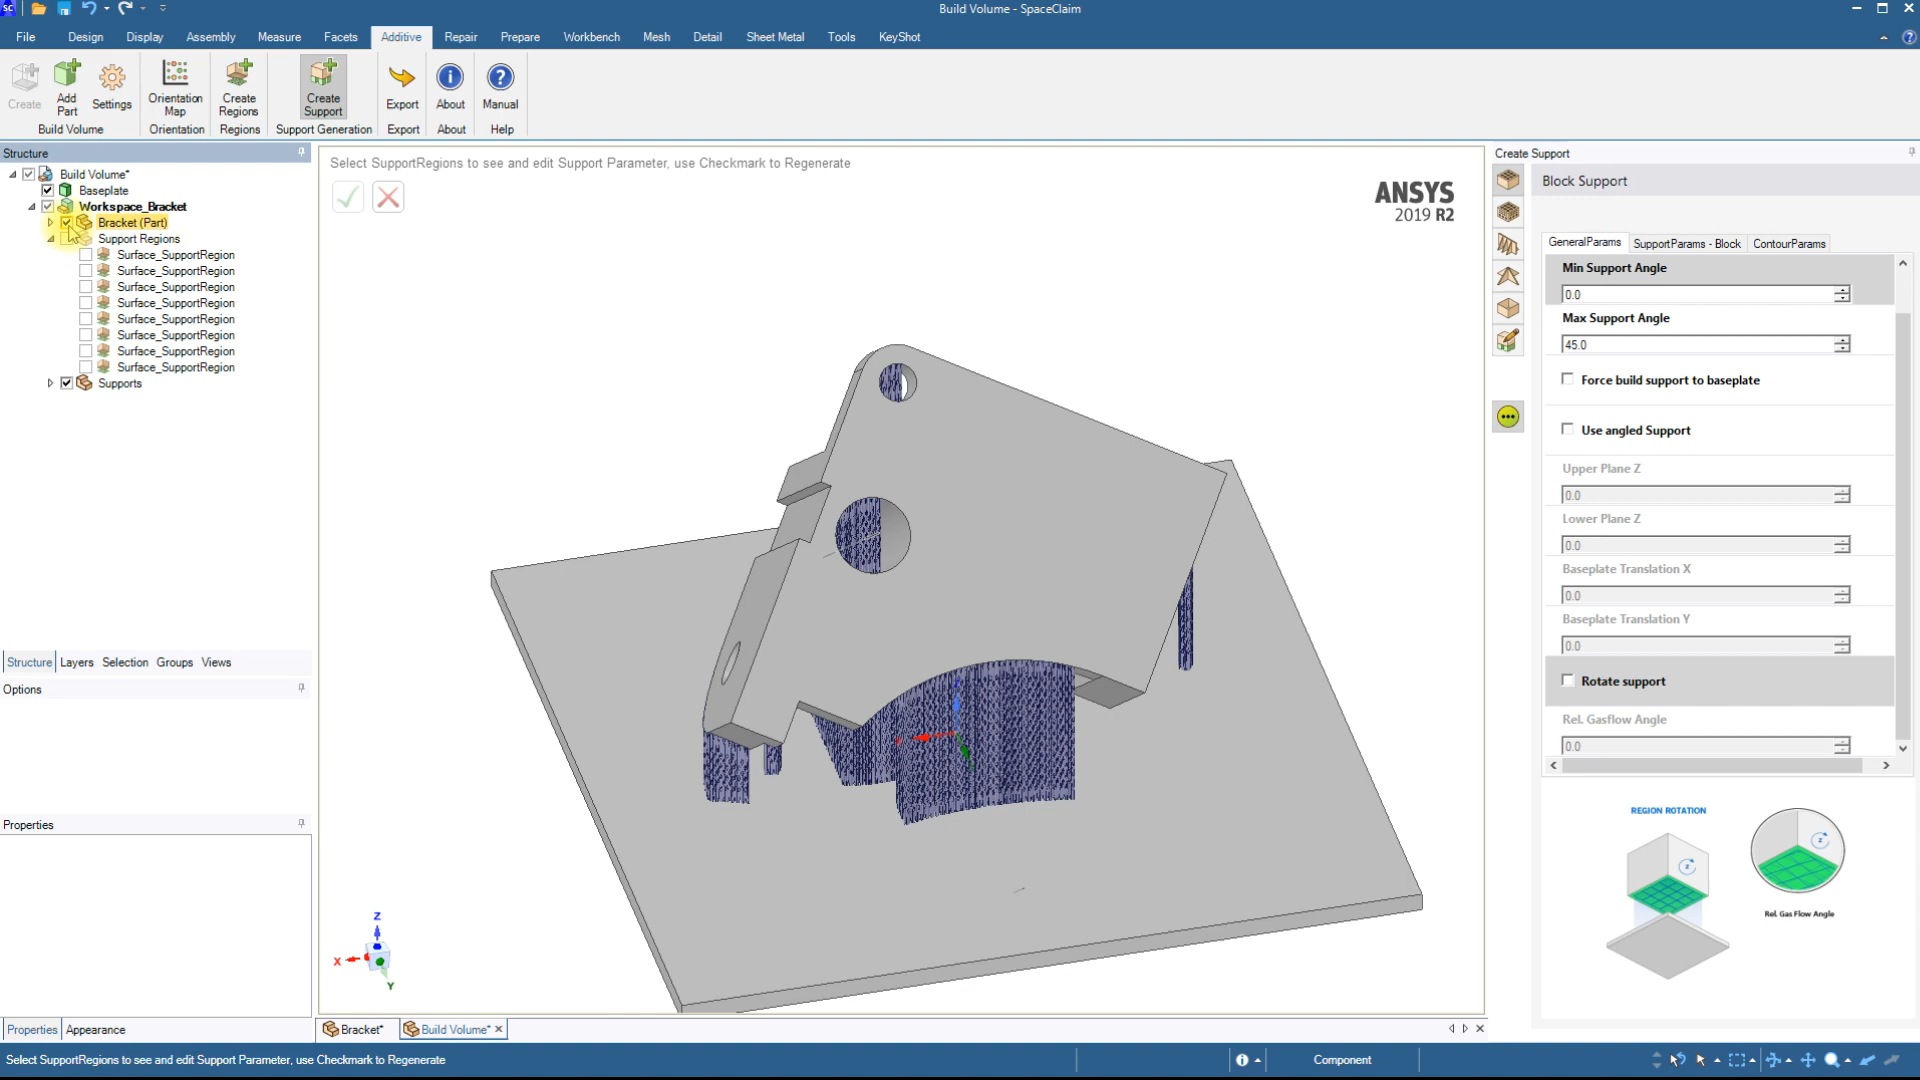 Build Volume - SpaceClaim
File Design Display Assembly Measure Facets Additive Repair Prepare Workbench Mesh Detail Sheet Metal Tools KeyShot
Create
Add Part
Settings
Build Volume
Orientation Map
Orientation
Create Regions
Regions
Create Support
Support Generation
Export
Export
About
About
Manual
Help
Structure
Build Volume*
Baseplate
Workspace_Bracket
Bracket (Part)
Support Regions
Surface_SupportRegion
Surface_SupportRegion
Surface_SupportRegion
Surface_SupportRegion
Surface_SupportRegion
Surface_SupportRegion
Surface_SupportRegion
Surface_SupportRegion
Supports
Structure Layers Selection Groups Views
Options
Properties
Properties Appearance
Select SupportRegions to see and edit Support Parameter, use Checkmark to Regenerate
ANSYS
2019 R2
Z
X
Y
Bracket* Build Volume*
Create Support
Block Support
GeneralParams SupportParams - Block ContourParams
Min Support Angle
0.0
Max Support Angle
45.0
Force build support to baseplate
Use angled Support
Upper Plane Z
0.0
Lower Plane Z
0.0
Baseplate Translation X
0.0
Baseplate Translation Y
0.0
Rotate support
Rel. Gasflow Angle
0.0
REGION ROTATION
Z
Z
Rel. Gas Flow Angle
Select SupportRegions to see and edit Support Parameter, use Checkmark to Regenerate
Component